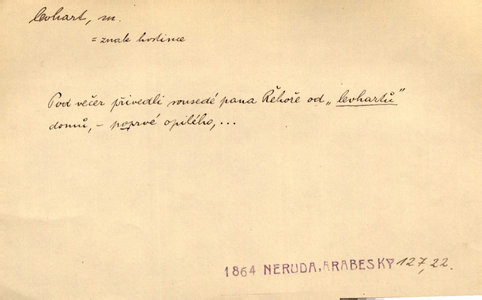 levhart, m.
= znak hostince
Pod večer přivedli sousedé pana Řehoře od „levhartů"
domů, – poprvé opilého, ...
1864 NERUDA, ARABESKY 127, 22.